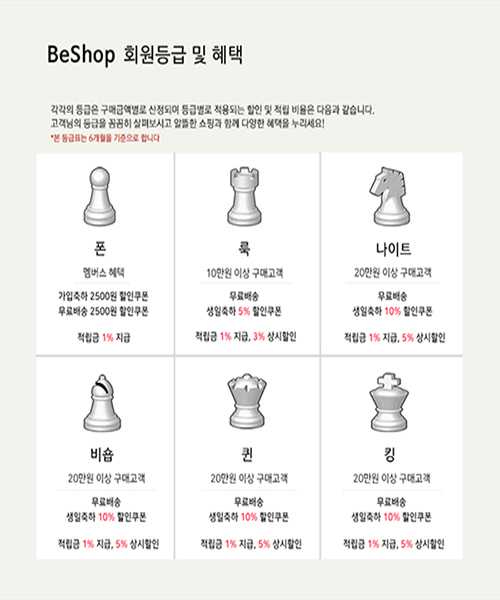 BeShop 회원등급 및 혜택
각각의 등급은 구매금액별로 산정되며 등급별로 적용되는 할인 및 적립 비율은 다음과 같습니다.
고객님의 등급을 꼼꼼히 살펴보시고 알뜰한 쇼핑과 함께 다양한 혜택을 누리세요!
*본 등급표는 6개월을 기준으로 합니다
폰
멤버스 혜택
가입축하 2500원 할인쿠폰
무료배송 2500원 할인쿠폰
적립금 1% 지급
룩
10만원 이상 구매고객
무료배송
생일축하 5% 할인쿠폰
적립금 1% 지급, 3% 상시할인
나이트
20만원 이상 구매고객
무료배송
생일축하 10% 할인쿠폰
적립금 1% 지급, 5% 상시할인
비숍
20만원 이상 구매고객
무료배송
생일축하 10% 할인쿠폰
적립금 1% 지급, 5% 상시할인
퀸
20만원 이상 구매고객
무료배송
생일축하 10% 할인쿠폰
적립금 1% 지급, 5% 상시할인
킹
20만원 이상 구매고객
무료배송
생일축하 10% 할인쿠폰
적립금 1% 지급, 5% 상시할인